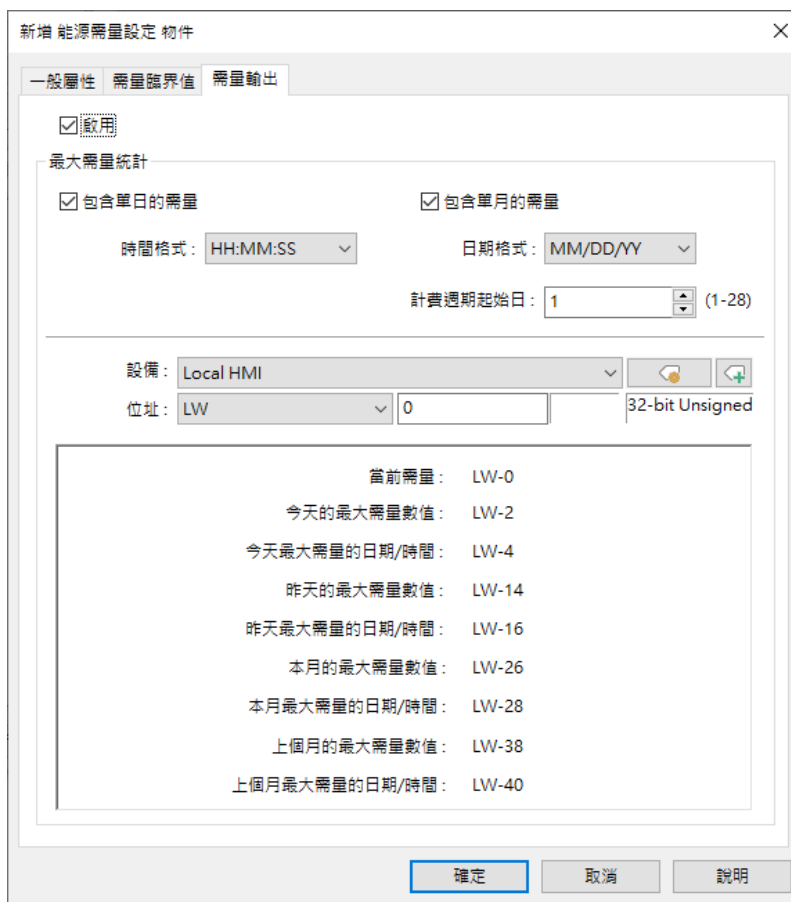 新增 能源需量設定 物件
一般屬性 需量臨界值 需量輸出
啟用
最大需量統計
包含單日的需量 包含單月的需量
時間格式 : HH:MM:SS 日期格式 : MM/DD/YY
計費週期起始日 : 1 (1-28)
設備 : Local HMI
位址 : LW 0 32-bit Unsigned
當前需量 : LW-0
今天的最大需量數值 : LW-2
今天最大需量的日期/時間 : LW-4
昨天的最大需量數值 : LW-14
昨天最大需量的日期/時間 : LW-16
本月的最大需量數值 : LW-26
本月最大需量的日期/時間 : LW-28
上個月的最大需量數值 : LW-38
上個月最大需量的日期/時間 : LW-40
確定 取消 說明